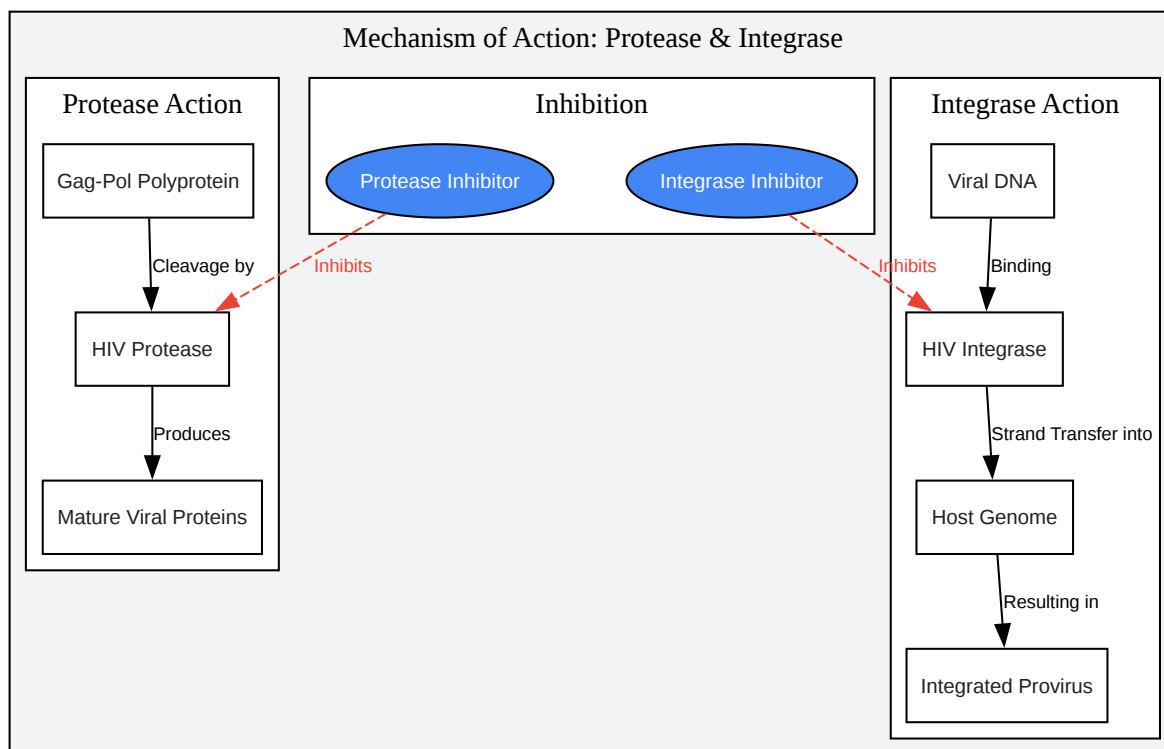 Mechanism of Action: Protease & Integrase
Protease Action
Gag-Pol Polyprotein
Cleavage by
HIV Protease
Produces
Mature Viral Proteins
Inhibition
Protease Inhibitor
Integrase Inhibitor
Inhibits
Inhibits
Integrase Action
Viral DNA
Binding
HIV Integrase
Strand Transfer into
Host Genome
Resulting in
Integrated Provirus